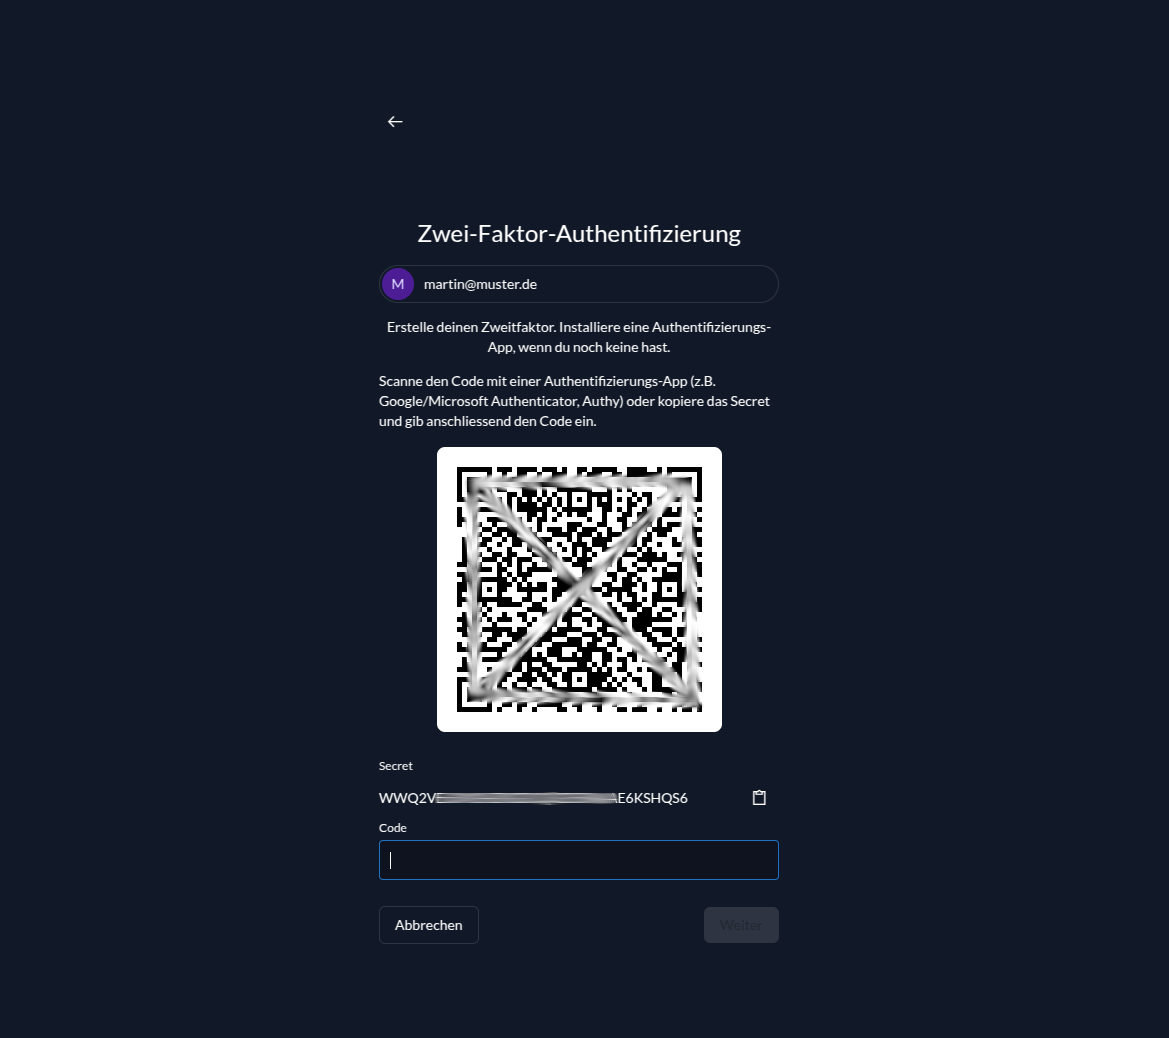 Zwei-Faktor-Authentifizierung
M martin@muster.de
Erstelle deinen Zweitfaktor. Installiere eine Authentifizierungs-
App, wenn du noch keine hast.
Scanne den Code mit einer Authentifizierungs-App (z.B.
Google/Microsoft Authenticator, Authy) oder kopiere das Secret
und gib anschliessend den Code ein.
Secret
WWQ2V E6KSHQS6
Code
Abbrechen Weiter